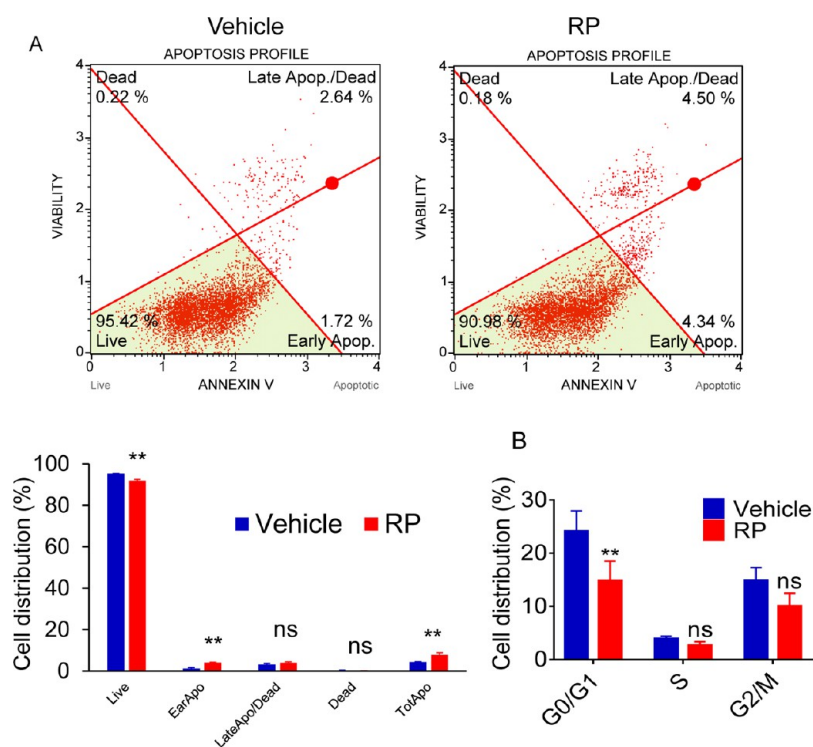 Vehicle
RP
A
APOPTOSIS PROFILE
APOPTOSIS PROFILE
4
Dead
Late Apop./Dead
0.22 %
2.64 %
3
VIABILITY
2
1
95.42 %
1.72 %
Live
Early Apop.
0
0
1
2
3
4
Live
ANNEXIN V
Apoptotic
4
Dead
Late Apop./Dead
0.18 %
4.50 %
3
VIABILITY
2
1
90.98 %
4.34 %
Live
Early Apop.
0
0
1
2
3
4
Live
ANNEXIN V
Apoptotic
B
Cell distribution (%)
100
80
60
40
20
0
**
Vehicle
RP
**
ns
ns
**
Live
EarApo
LateApo/Dead
Dead
TotApo
Cell distribution (%)
30
20
10
0
Vehicle
RP
**
ns
ns
G0/G1
S
G2/M